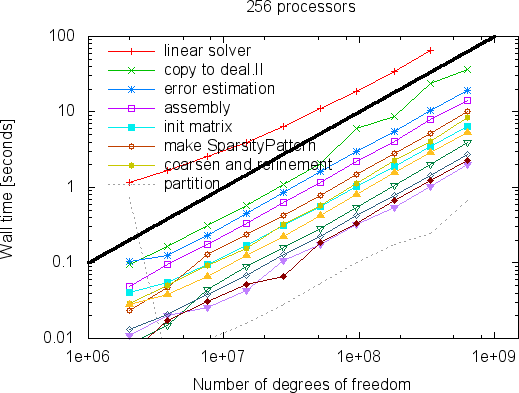 256 processors
100
10
1
0.1
0.01
Wall time [seconds]
linear solver
copy to deal.II
error estimation
assembly
init matrix
make SparsityPattern
coarsen and refinement
partition
1e+06
1e+07
1e+08
1e+09
Number of degrees of freedom